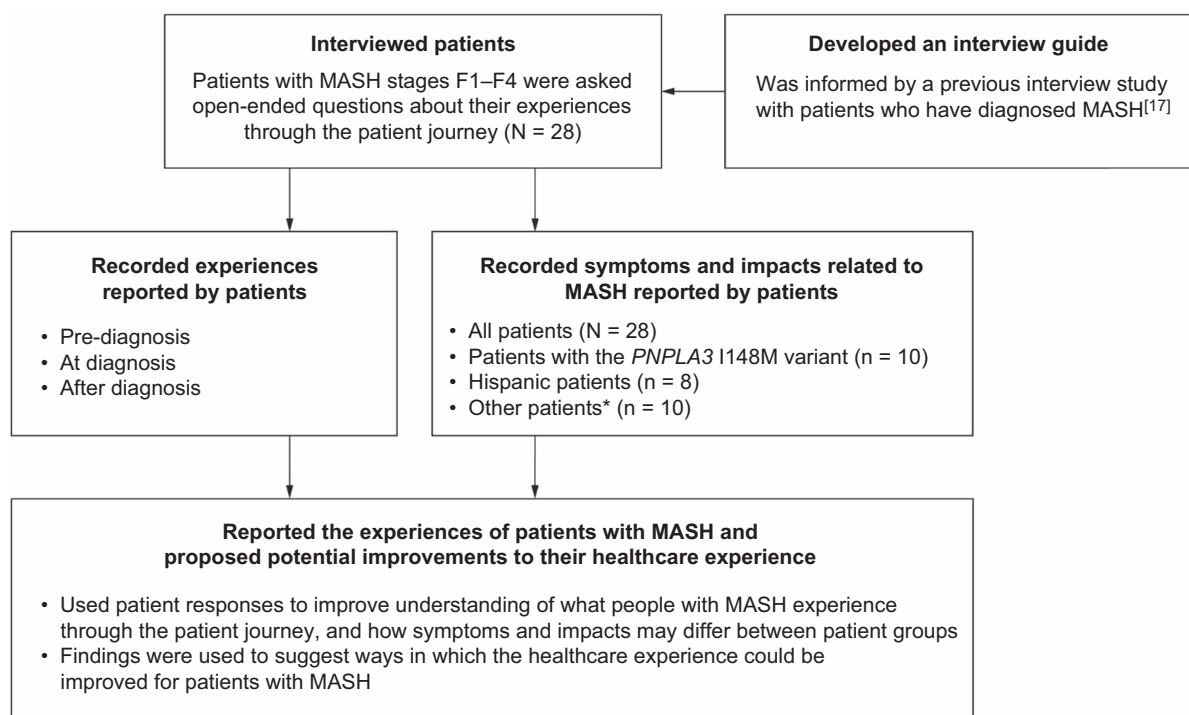 Interviewed patients
Patients with MASH stages F1–F4 were asked
open-ended questions about their experiences
through the patient journey (N = 28)
Developed an interview guide
Was informed by a previous interview study
with patients who have diagnosed MASH[17]
Recorded experiences
reported by patients
• Pre-diagnosis
• At diagnosis
• After diagnosis
Recorded symptoms and impacts related to
MASH reported by patients
• All patients (N = 28)
• Patients with the PNPLA3 I148M variant (n = 10)
• Hispanic patients (n = 8)
• Other patients* (n = 10)
Reported the experiences of patients with MASH and
proposed potential improvements to their healthcare experience
• Used patient responses to improve understanding of what people with MASH experience
through the patient journey, and how symptoms and impacts may differ between patient groups
• Findings were used to suggest ways in which the healthcare experience could be
improved for patients with MASH